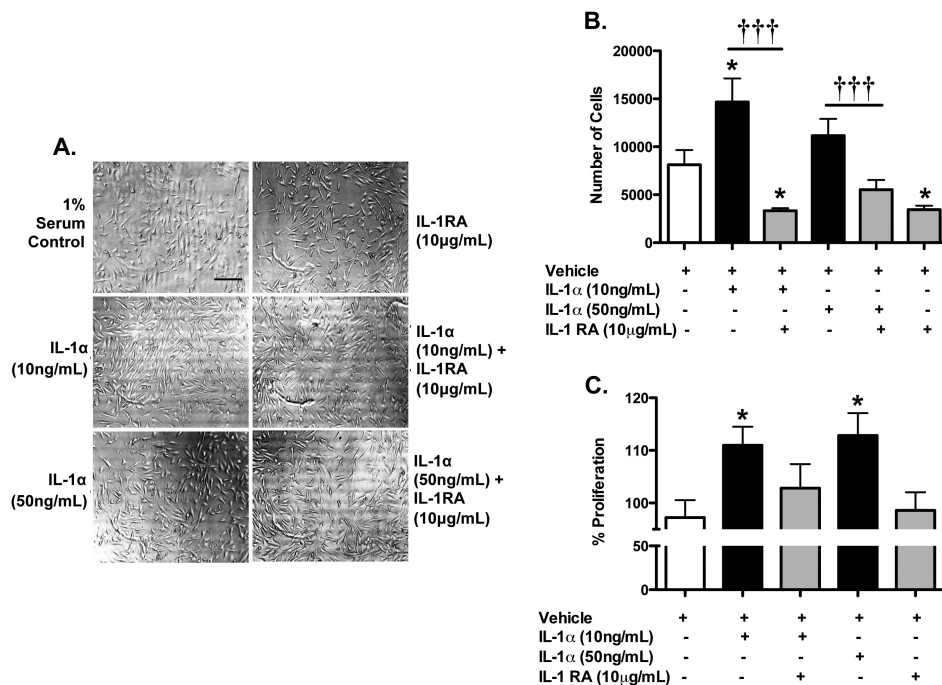 A.
1%
Serum
Control
IL-1RA
(10µg/mL)
IL-1α
(10ng/mL)
IL-1α
(10ng/mL) +
IL-1RA
(10µg/mL)
IL-1α
(50ng/mL)
IL-1α
(50ng/mL) +
IL-1RA
(10µg/mL)
B.
†††
†††
* * *
Number of Cells
20000
15000
10000
5000
0
Vehicle + + + + + +
IL-1α (10ng/mL) - + + - - -
IL-1α (50ng/mL) - - - + + -
IL-1 RA (10µg/mL) - - + - + +
C.
* *
% Proliferation
120
110
100
50
0
Vehicle + + + + +
IL-1α (10ng/mL) - + + - -
IL-1α (50ng/mL) - - - + -
IL-1 RA (10µg/mL) - - + - +